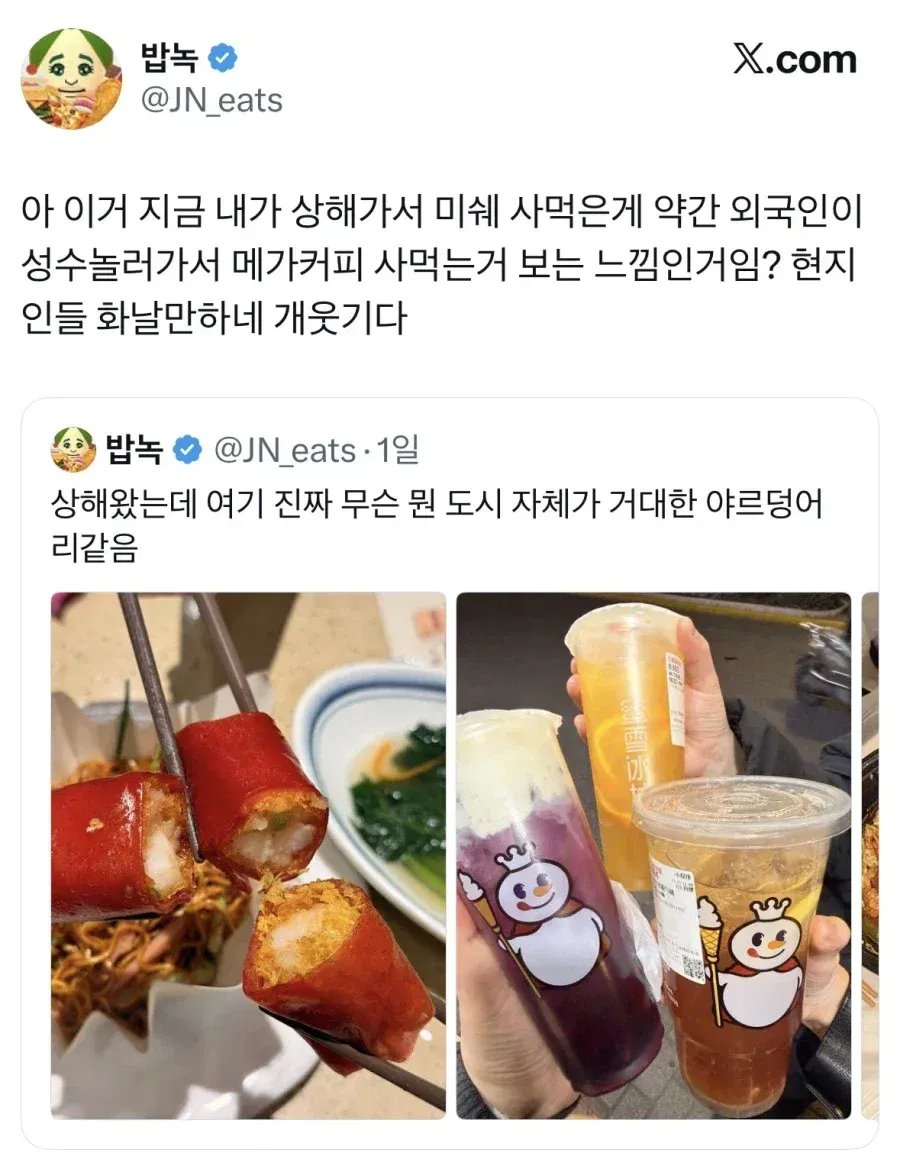 밥녹
X.com
@JN_eats
아 이거 지금 내가 상해가서 미쉐 사먹은게 약간 외국인이
성수놀러가서 메가커피 사먹는거 보는 느낌인거임? 현지
인들 화날만하네 개웃기다
밥녹 @JN_eats · 1일
상해왔는데 여기 진짜 무슨 뭔 도시 자체가 거대한 야르덩어
리같음